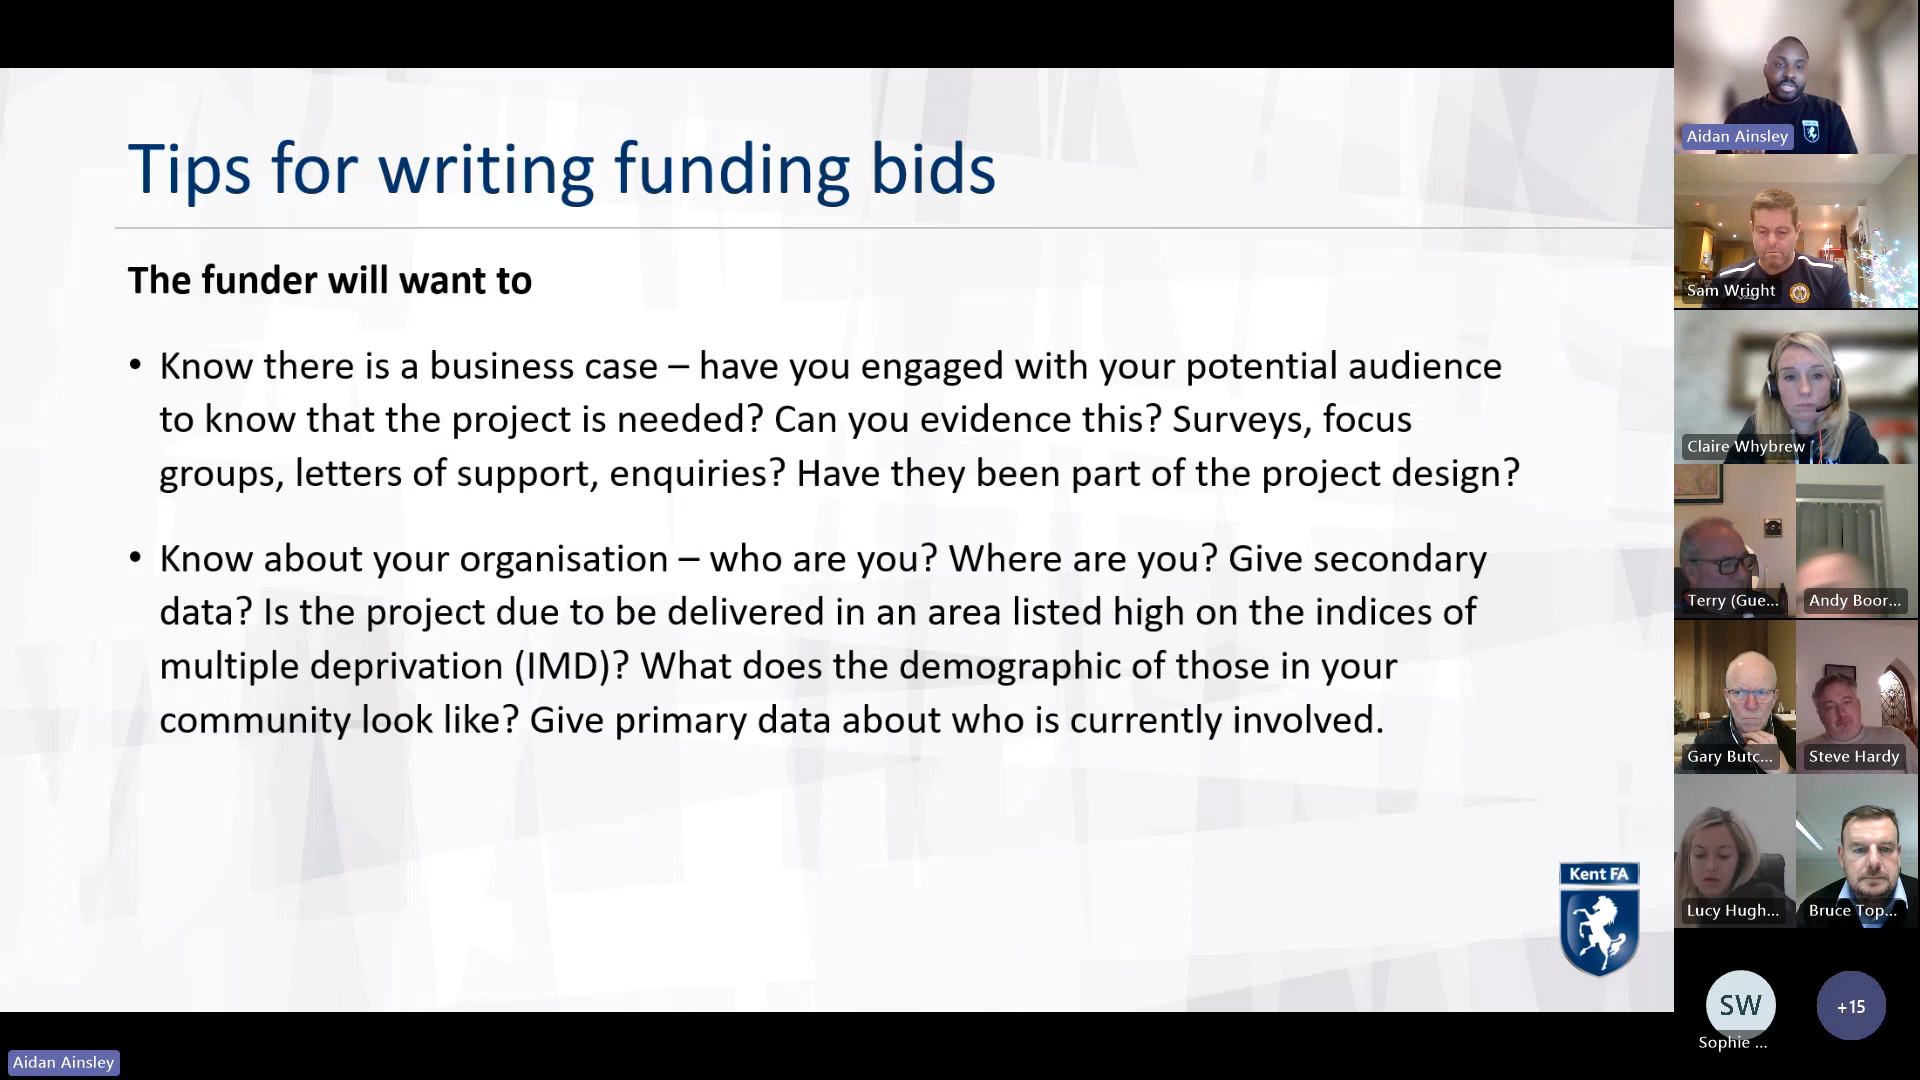 Tips for writing funding bids
The funder will want to
• Know there is a business case – have you engaged with your potential audience
to know that the project is needed? Can you evidence this? Surveys, focus
groups, letters of support, enquiries? Have they been part of the project design?
• Know about your organisation – who are you? Where are you? Give secondary
data? Is the project due to be delivered in an area listed high on the indices of
multiple deprivation (IMD)? What does the demographic of those in your
community look like? Give primary data about who is currently involved.
Kent FA
Aidan Ainsley
Aidan Ainsley
Sam Wright
Claire Whybrew
Terry (Gue...
Andy Boor...
Gary Butc...
Steve Hardy
Lucy Hugh...
Bruce Top...
SW
Sophie ...
+15